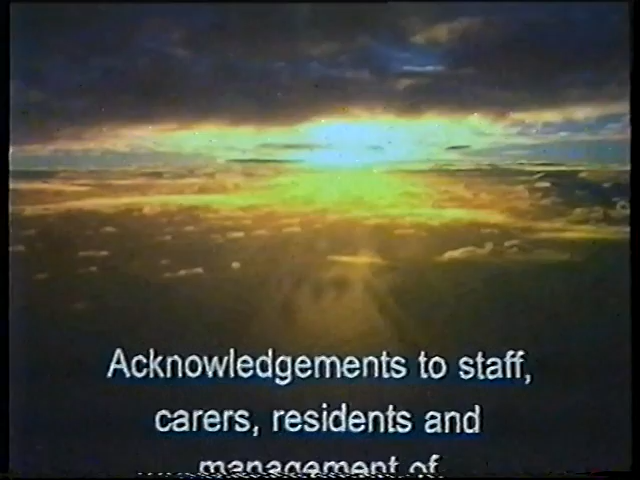 Acknowledgements to staff,
carers, residents and
management of